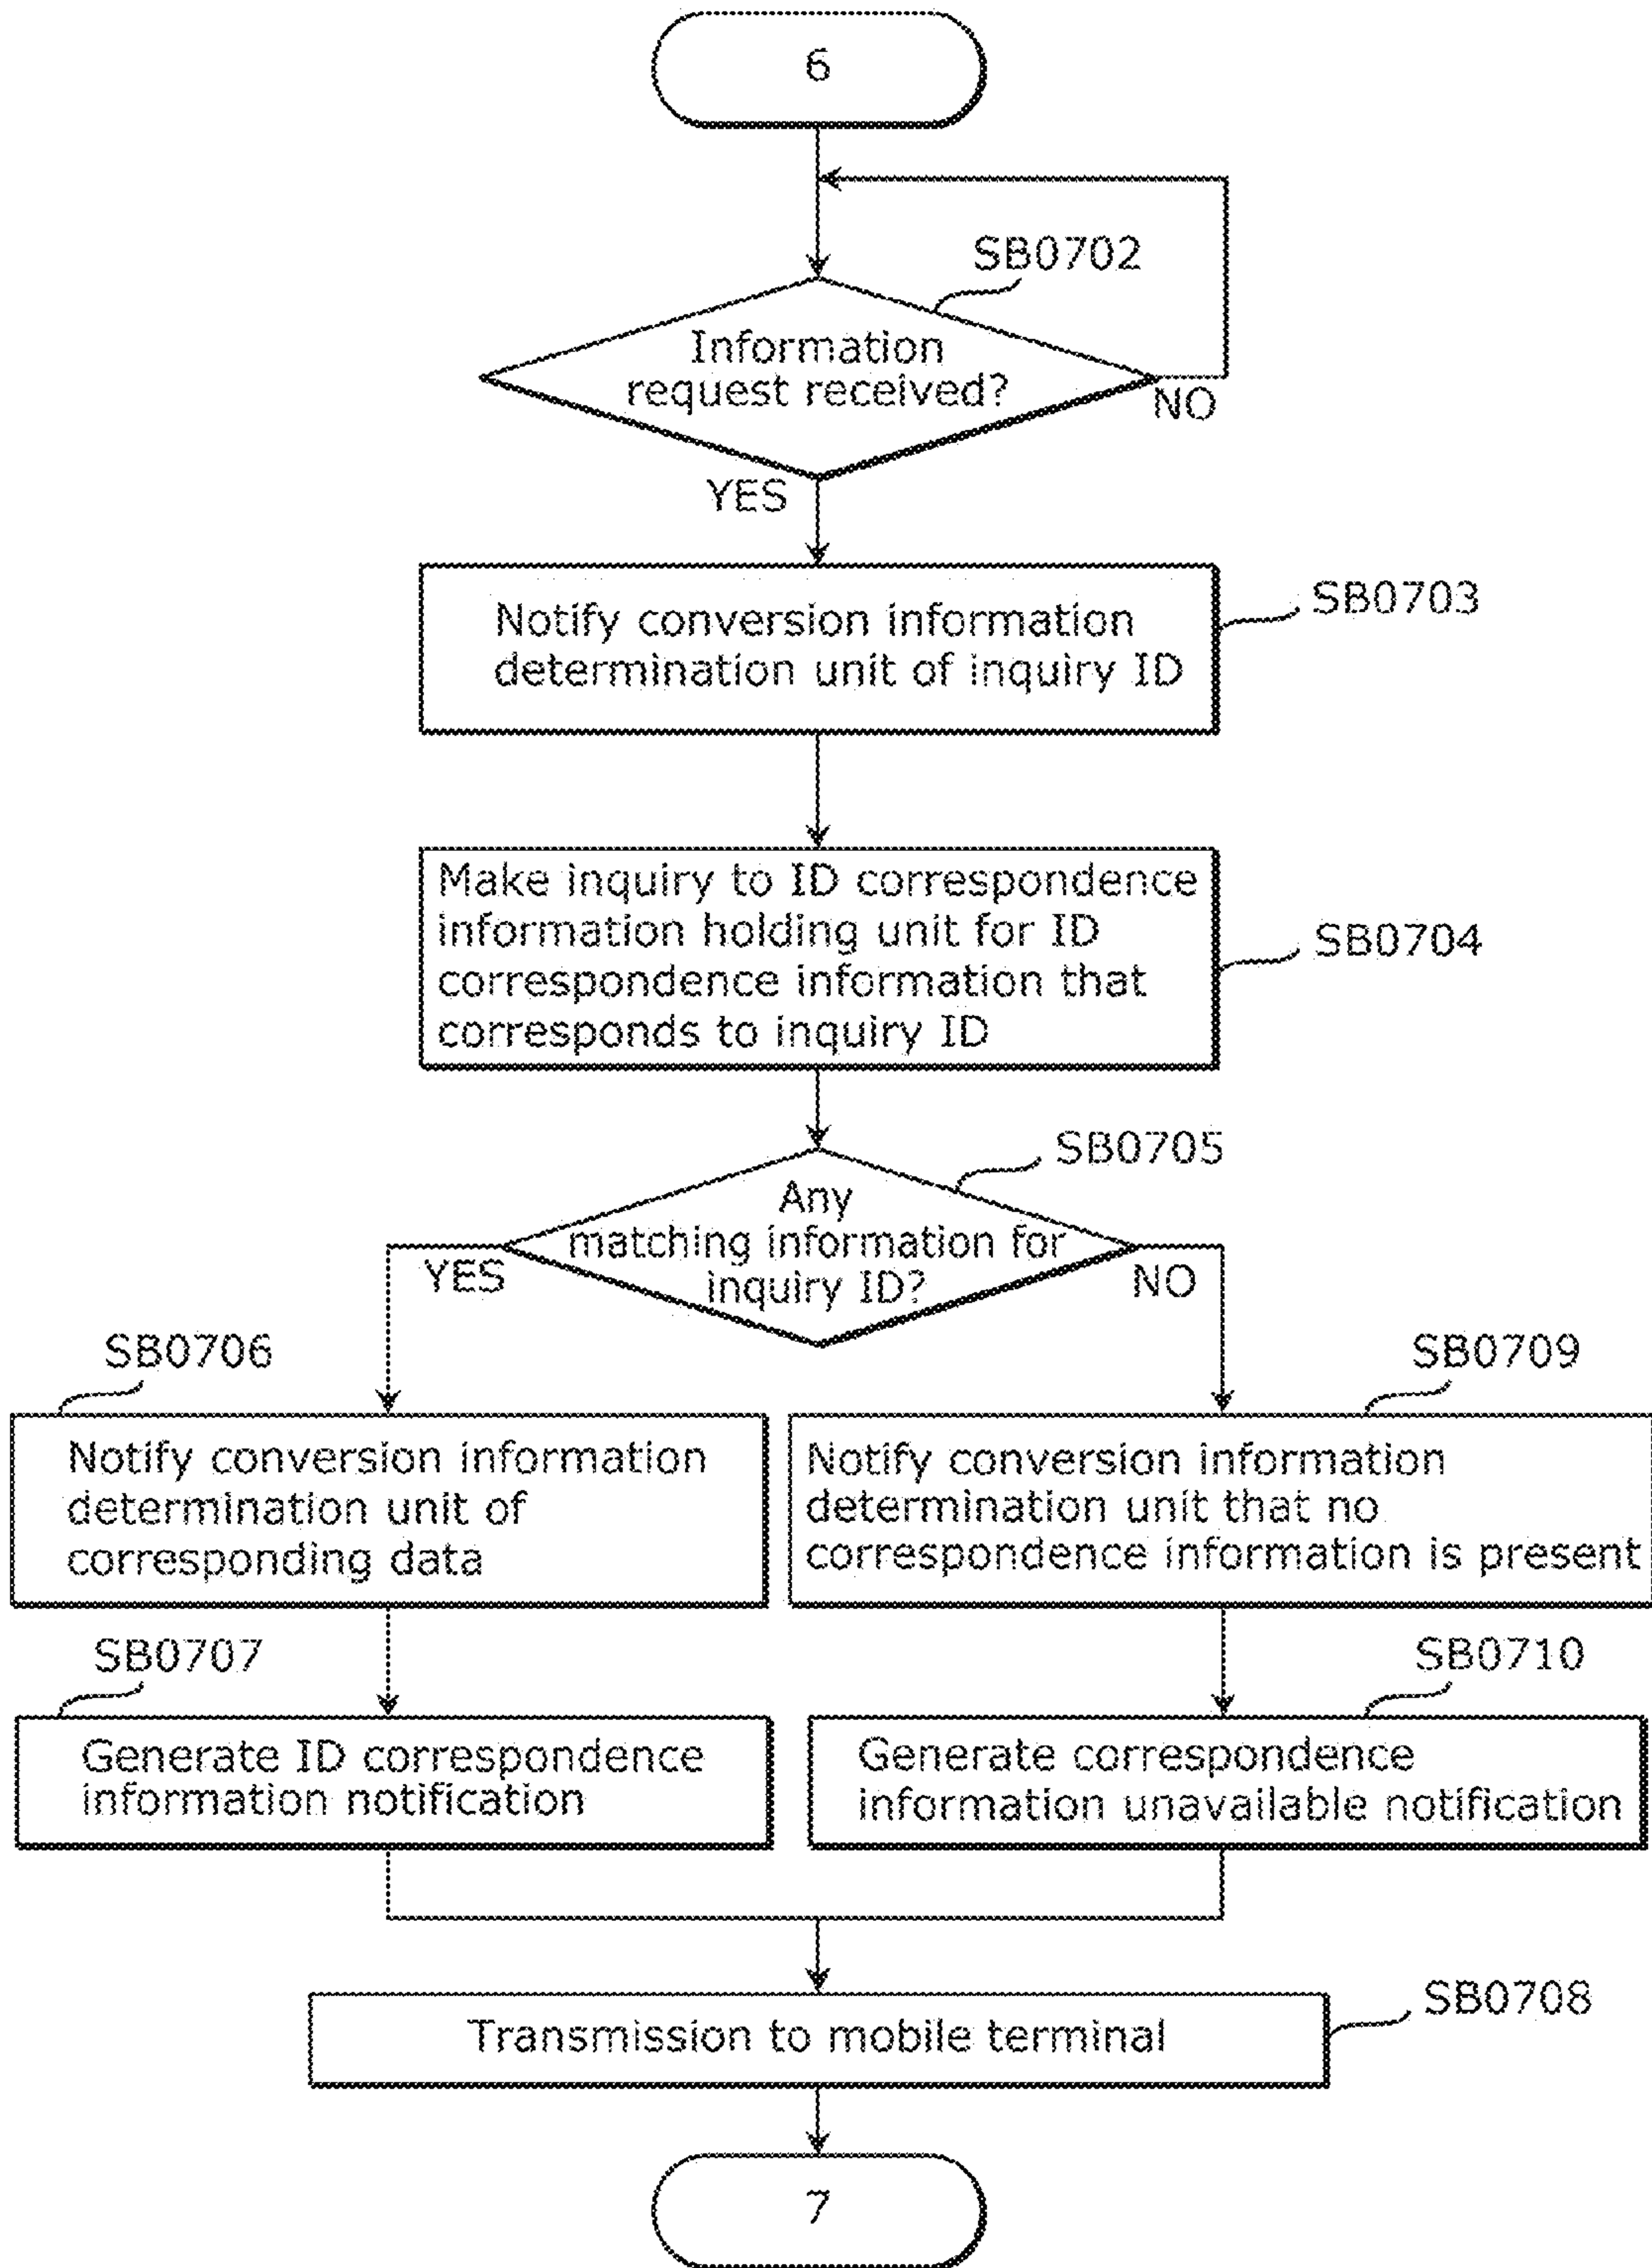 6
SB0702
Information
request received?
NO
YES
Notify conversion information
determination unit of inquiry ID
SB0703
Make inquiry to ID correspondence
information holding unit for ID
correspondence information that
corresponds to inquiry ID
SB0704
SB0705
Any
matching information for
inquiry ID?
YES
NO
SB0706
Notify conversion information
determination unit of
corresponding data
SB0709
Notify conversion information
determination unit that no
correspondence information is present
SB0707
Generate ID correspondence
information notification
SB0710
Generate correspondence
information unavailable notification
SB0708
Transmission to mobile terminal
7